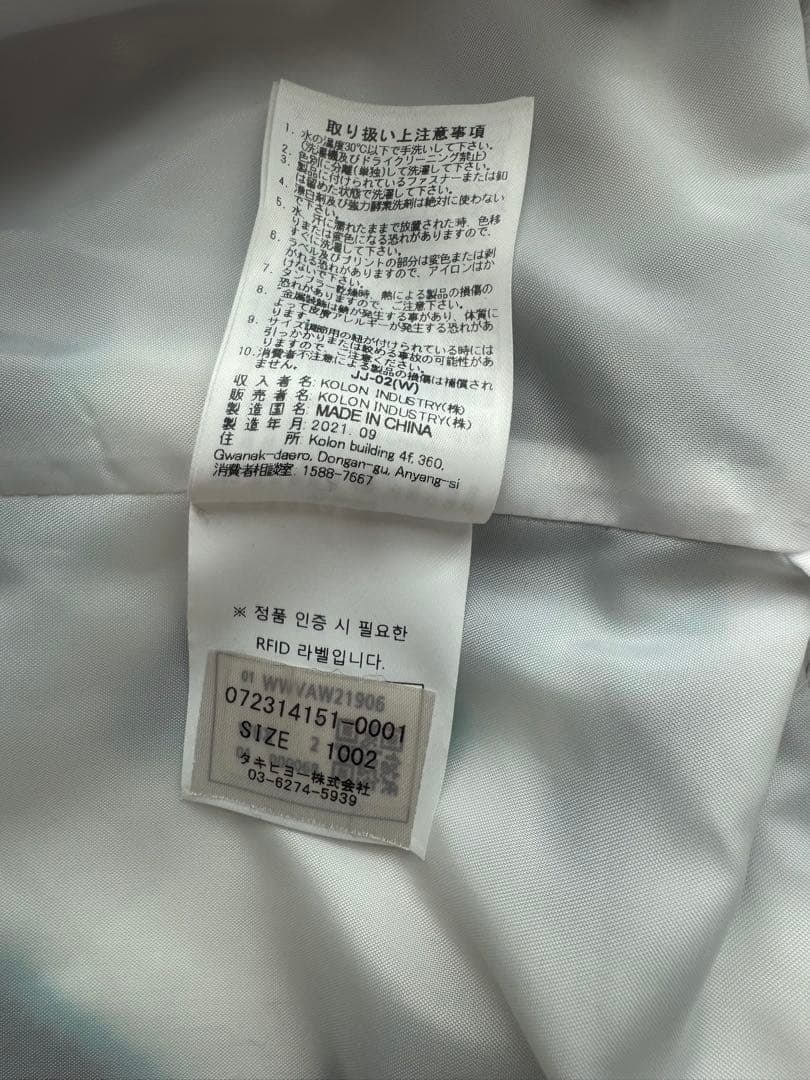 取り扱い上注意事項
1. 水の温度30℃以下で手洗いして下さい。
2. (洗濯機及びドライクリーニング禁止)
3. 色別に分離(単独)して洗濯して下さい。
製品に付けられているファスナーまたは釦
4. は留めた状態で洗濯して下さい。
漂白剤及び強力酵素洗剤は絶対に使わない
5. で下さい。
水、汗に濡れたままで放置された時、色移
りまたは変色になる恐れがありますので、
6. すぐに洗濯して下さい。
ラベル及びプリントの部分は変色または剥
がれる恐れがありますので、アイロンはか
7. けないで下さい。
タンブラー乾燥時、熱による製品の損傷の
8. 恐れがありますので、ご注意下さい。
金属装飾は錆が発生する事があり、体質に
よって皮膚アレルギーが発生する恐れがあ
9. ります。
サイズ調節用の紐が付けられている時には
引っかかりまたは絞める事故の可能性があ
10. りますので、ご注意ください。
消費者不注意による製品の損傷は補償され
ません。
JJ-02(W)
収入者名: KOLON INDUSTRY(株)
販売者名: KOLON INDUSTRY(株)
製造国名: MADE IN CHINA
製造年月: 2021. 09
住所: Kolon building 4f, 360,
Gwanak-daero, Dongan-gu, Anyang-si
消費者相談室: 1588-7667
※ 정품 인증 시 필요한
RFID 라벨입니다.
01 WWVAW21906
072314151-0001
SIZE 1002
タキヒヨー株式会社
03-6274-5939